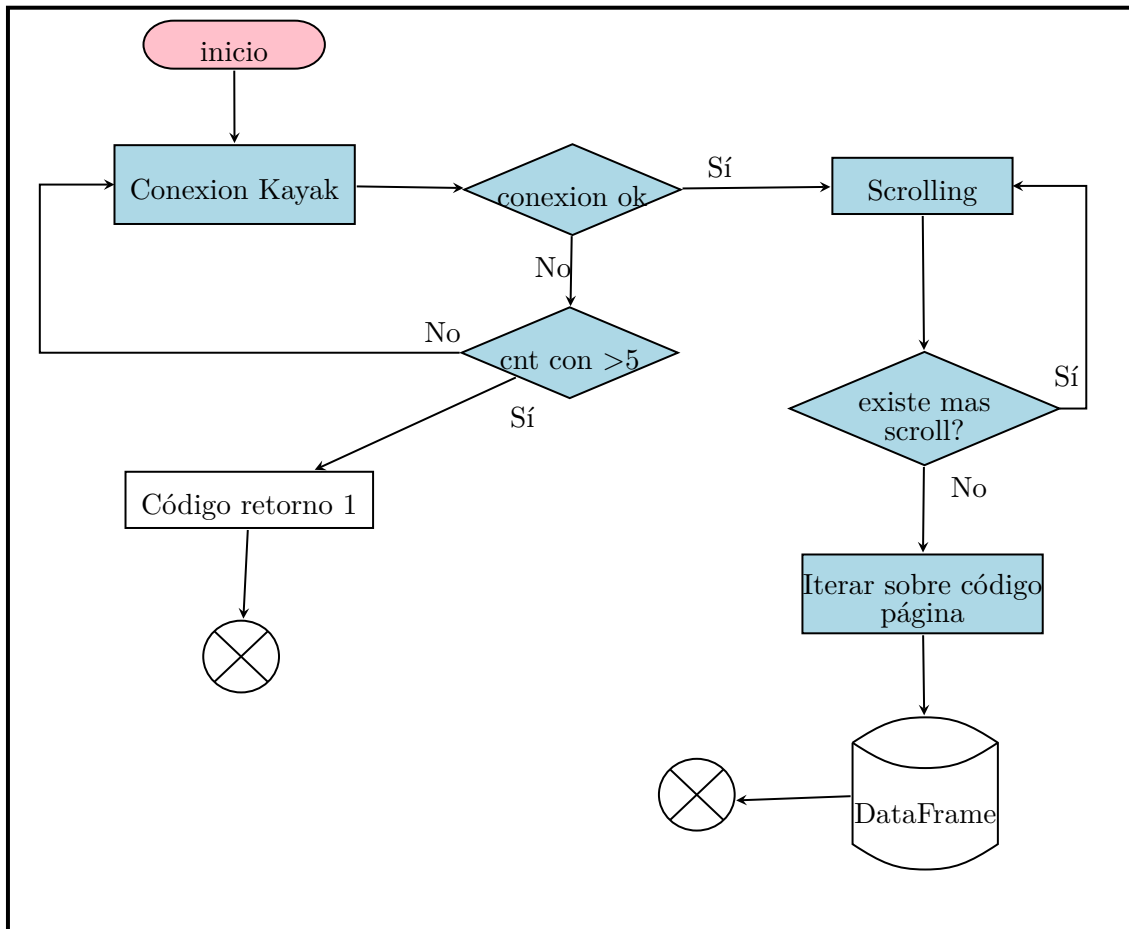 inicio
Conexion Kayak
conexion ok
Sí
Scrolling
No
No
cnt con >5
Sí
existe mas
scroll?
Sí
No
Código retorno 1
Iterar sobre código
página
DataFrame